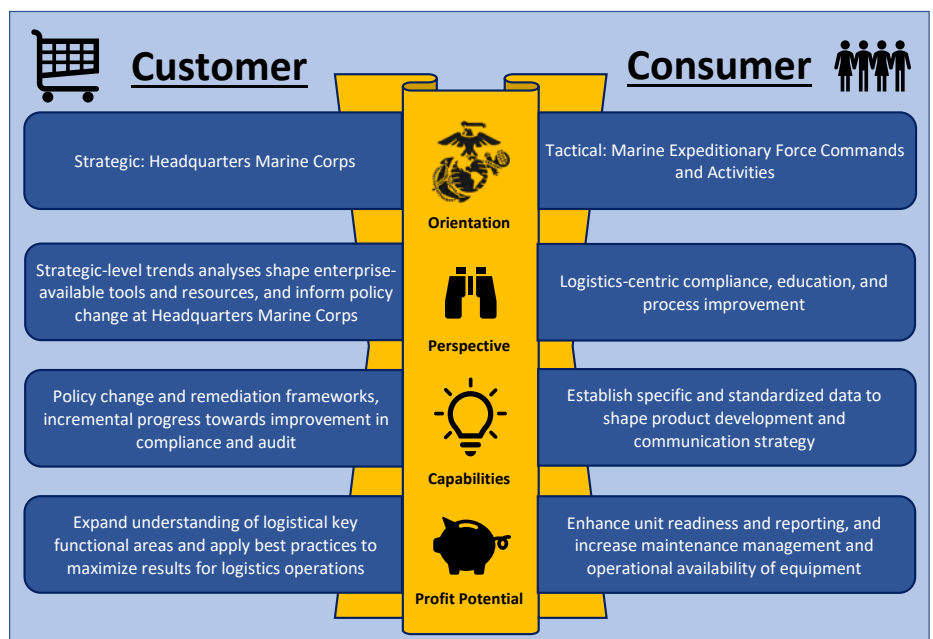 Customer
Consumer
Strategic: Headquarters Marine Corps
Orientation
Tactical: Marine Expeditionary Force Commands
and Activities
Strategic-level trends analyses shape enterprise-
available tools and resources, and inform policy
change at Headquarters Marine Corps
Perspective
Logistics-centric compliance, education, and
process improvement
Policy change and remediation frameworks,
incremental progress towards improvement in
compliance and audit
Capabilities
Establish specific and standardized data to
shape product development and
communication strategy
Expand understanding of logistical key
functional areas and apply best practices to
maximize results for logistics operations
Profit Potential
Enhance unit readiness and reporting, and
increase maintenance management and
operational availability of equipment